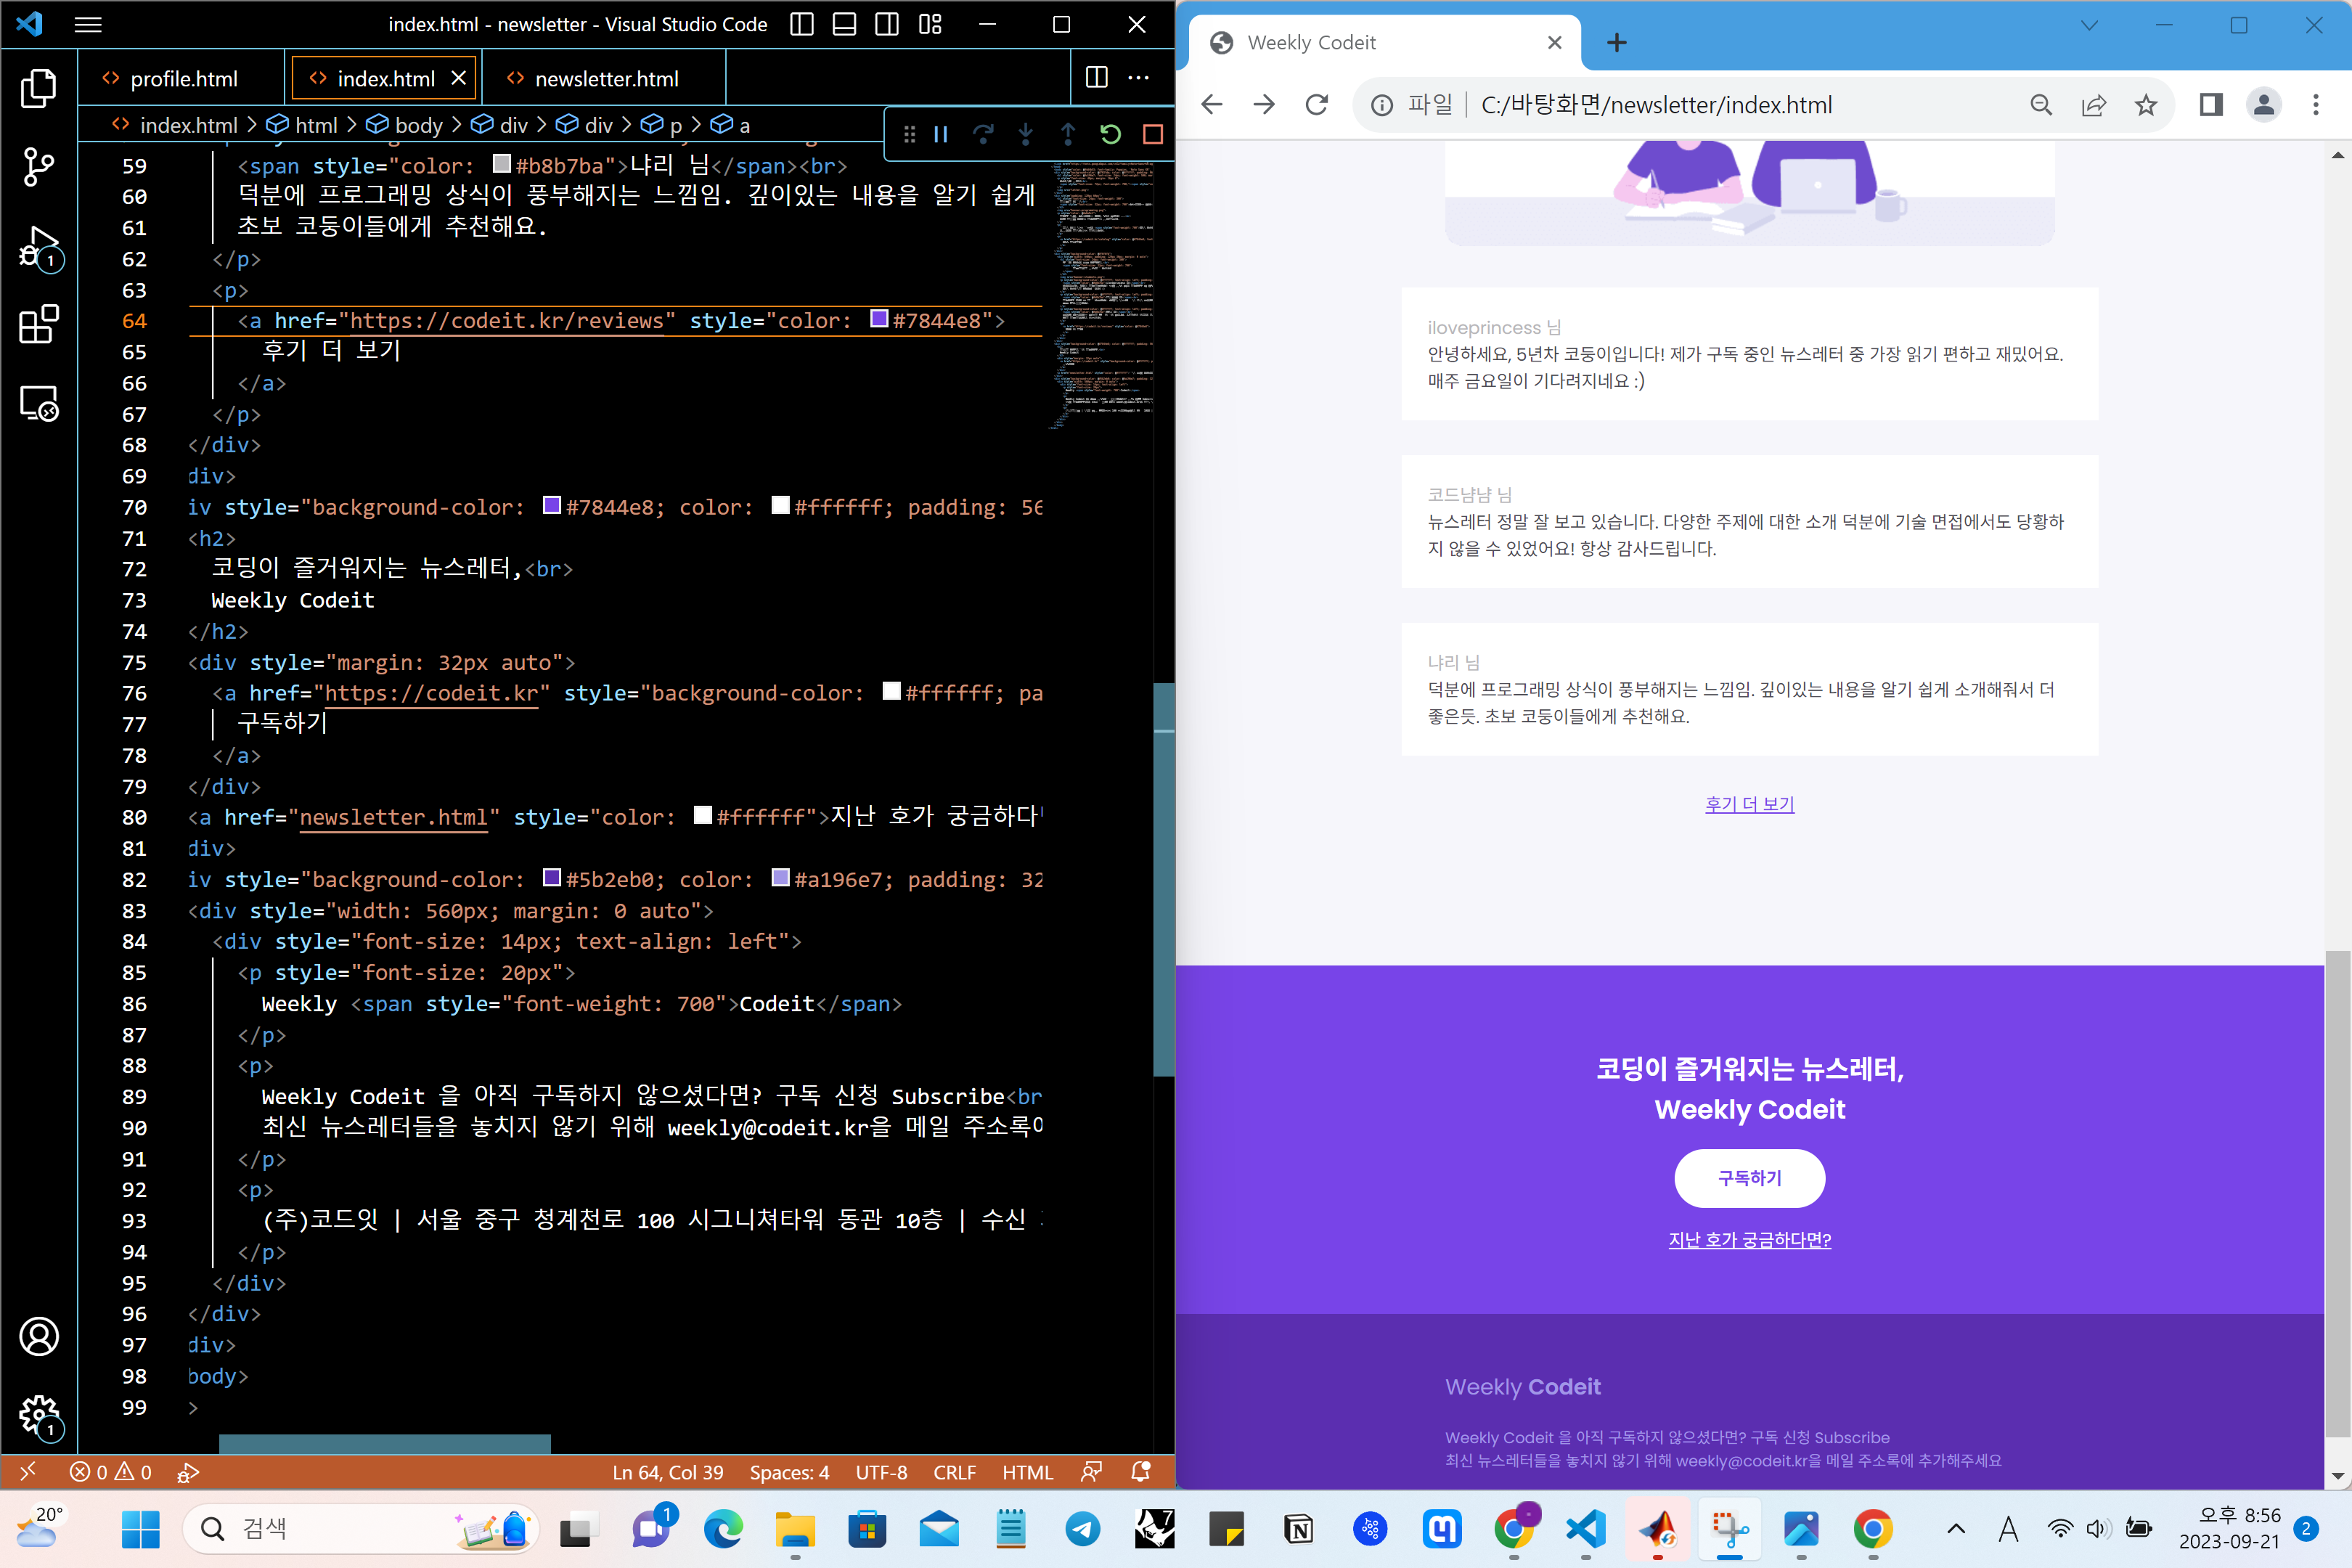 index.html - newsletter - Visual Studio Code
profile.html
index.html
newsletter.html
index.html > html > body > div > div > p > a
59 <span style="color: #b8b7ba">냐리 님</span><br>
60 덕분에 프로그래밍 상식이 풍부해지는 느낌임. 깊이있는 내용을 알기 쉽게
61 초보 코둥이들에게 추천해요.
62 </p>
63 <p>
64 <a href="https://codeit.kr/reviews" style="color: #7844e8">
65 후기 더 보기
66 </a>
67 </p>
68 </div>
69 div>
70 iv style="background-color: #7844e8; color: #ffffff; padding: 56
71 <h2>
72 코딩이 즐거워지는 뉴스레터,<br>
73 Weekly Codeit
74 </h2>
75 <div style="margin: 32px auto">
76 <a href="https://codeit.kr" style="background-color: #ffffff; pa
77 구독하기
78 </a>
79 </div>
80 <a href="newsletter.html" style="color: #ffffff">지난 호가 궁금하다
81 div>
82 iv style="background-color: #5b2eb0; color: #a196e7; padding: 32
83 <div style="width: 560px; margin: 0 auto">
84 <div style="font-size: 14px; text-align: left">
85 <p style="font-size: 20px">
86 Weekly <span style="font-weight: 700">Codeit</span>
87 </p>
88 <p>
89 Weekly Codeit 을 아직 구독하지 않으셨다면? 구독 신청 Subscribe<br
90 최신 뉴스레터들을 놓치지 않기 위해 weekly@codeit.kr을 메일 주소록
91 </p>
92 <p>
93 (주)코드잇 | 서울 중구 청계천로 100 시그니쳐타워 동관 10층 | 수신
94 </p>
95 </div>
96 </div>
97 div>
98 body>
99 >
1
1
0 0
Ln 64, Col 39 Spaces: 4 UTF-8 CRLF HTML
Weekly Codeit
파일 | C:/바탕화면/newsletter/index.html
iloveprincess 님
안녕하세요, 5년차 코둥이입니다! 제가 구독 중인 뉴스레터 중 가장 읽기 편하고 재밌어요.
매주 금요일이 기다려지네요 :)
코드냠냠 님
뉴스레터 정말 잘 보고 있습니다. 다양한 주제에 대한 소개 덕분에 기술 면접에서도 당황하
지 않을 수 있었어요! 항상 감사드립니다.
냐리 님
덕분에 프로그래밍 상식이 풍부해지는 느낌임. 깊이있는 내용을 알기 쉽게 소개해줘서 더
좋은듯. 초보 코둥이들에게 추천해요.
후기 더 보기
코딩이 즐거워지는 뉴스레터,
Weekly Codeit
구독하기
지난 호가 궁금하다면?
Weekly Codeit
Weekly Codeit 을 아직 구독하지 않으셨다면? 구독 신청 Subscribe
최신 뉴스레터들을 놓치지 않기 위해 weekly@codeit.kr을 메일 주소록에 추가해주세요
20°
검색
1
7
A
오후 8:56
2023-09-21
2